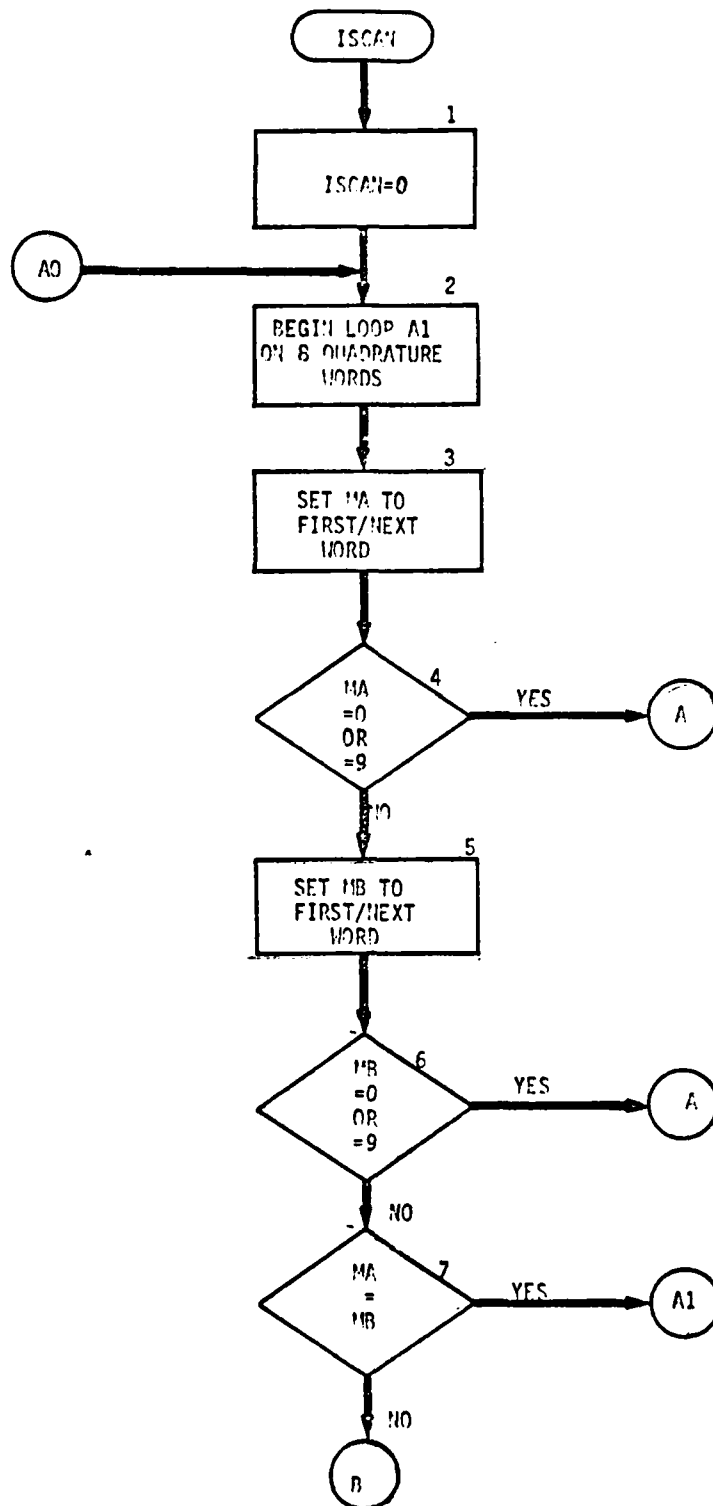 ISCAN
1
ISCAN=0
A0
2
BEGIN LOOP A1
ON 8 QUADRATURE
WORDS
3
SET MA TO
FIRST/NEXT
WORD
4
MA
=0
OR
=9
YES
A
NO
5
SET MB TO
FIRST/NEXT
WORD
6
MB
=0
OR
=9
YES
A
NO
7
MA
=
MB
YES
A1
NO
B